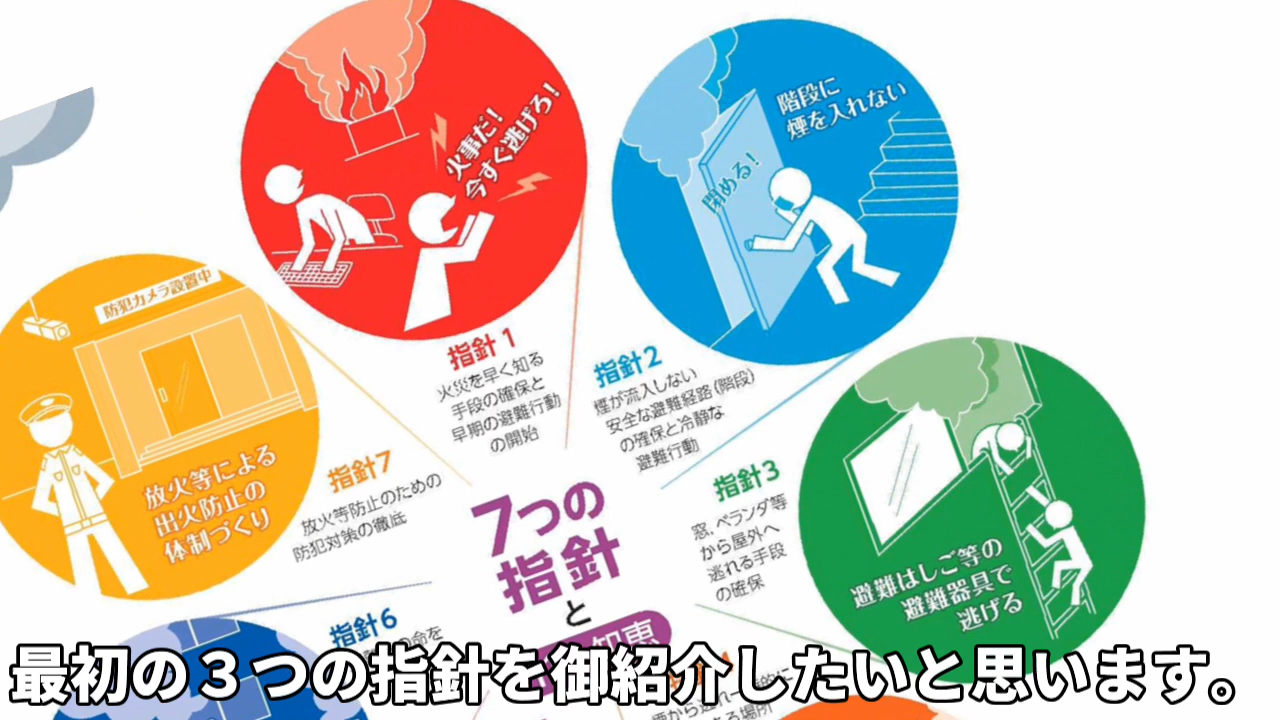 火事だ!
今すぐ逃げろ!
指針1
火災を早く知る
手段の確保と
早期の避難行動
の開始
階段に
煙を入れない
閉める!
指針2
煙が流入しない
安全な避難経路(階段)
の確保と冷静な
避難行動
指針3
窓、ベランダ等
から屋外へ
逃れる手段
の確保
避難はしご等の
避難器具で
逃げる
防犯カメラ設置中
放火等による
出火防止の
体制づくり
指針7
放火等防止のための
防犯対策の徹底
7つの
指針
と
指針6
の命を
最初の3つの指針を御紹介したいと思います。